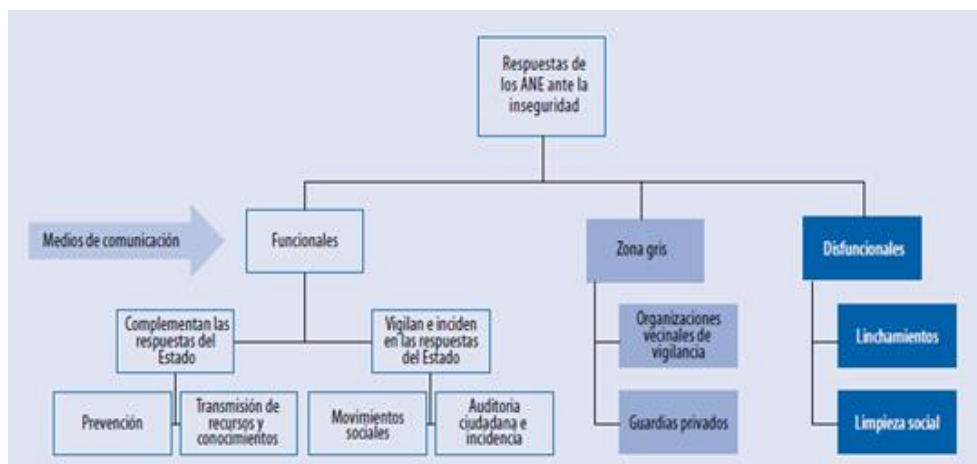 Respuestas de
los ANE ante la
inseguridad
Medios de comunicación
Funcionales
Zona gris
Disfuncionales
Complementan las
respuestas del
Estado
Vigilan e inciden
en las respuestas
del Estado
Organizaciones
vecinales de
vigilancia
Linchamientos
Prevención
Transmisión de
recursos y
conocimientos
Movimientos
sociales
Auditoria
ciudadana e
incidencia
Guardias privados
Limpieza social